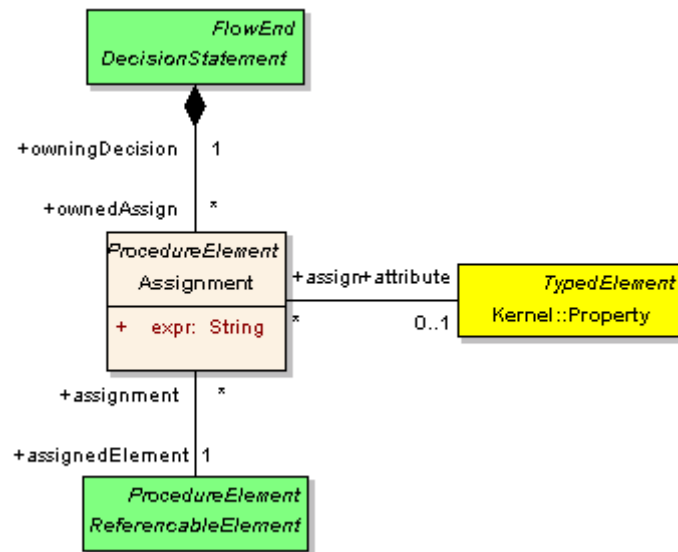 FlowEnd
DecisionStatement
+owningDecision 1
+ownedAssign *
ProcedureElement
Assignment
+ expr: String
+assign+attribute
* 0..1
TypedElement
Kernel::Property
+assignment *
+assignedElement 1
ProcedureElement
ReferencableElement